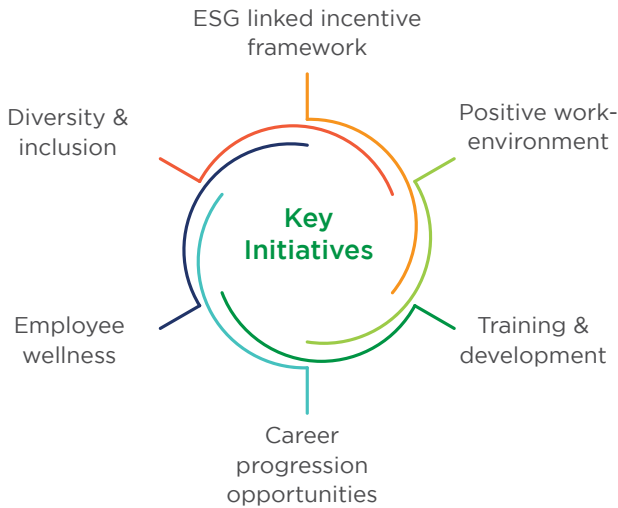 ESG linked incentive
framework
Diversity &
inclusion
Positive work-
environment
Key
Initiatives
Employee
wellness
Training &
development
Career
progression
opportunities